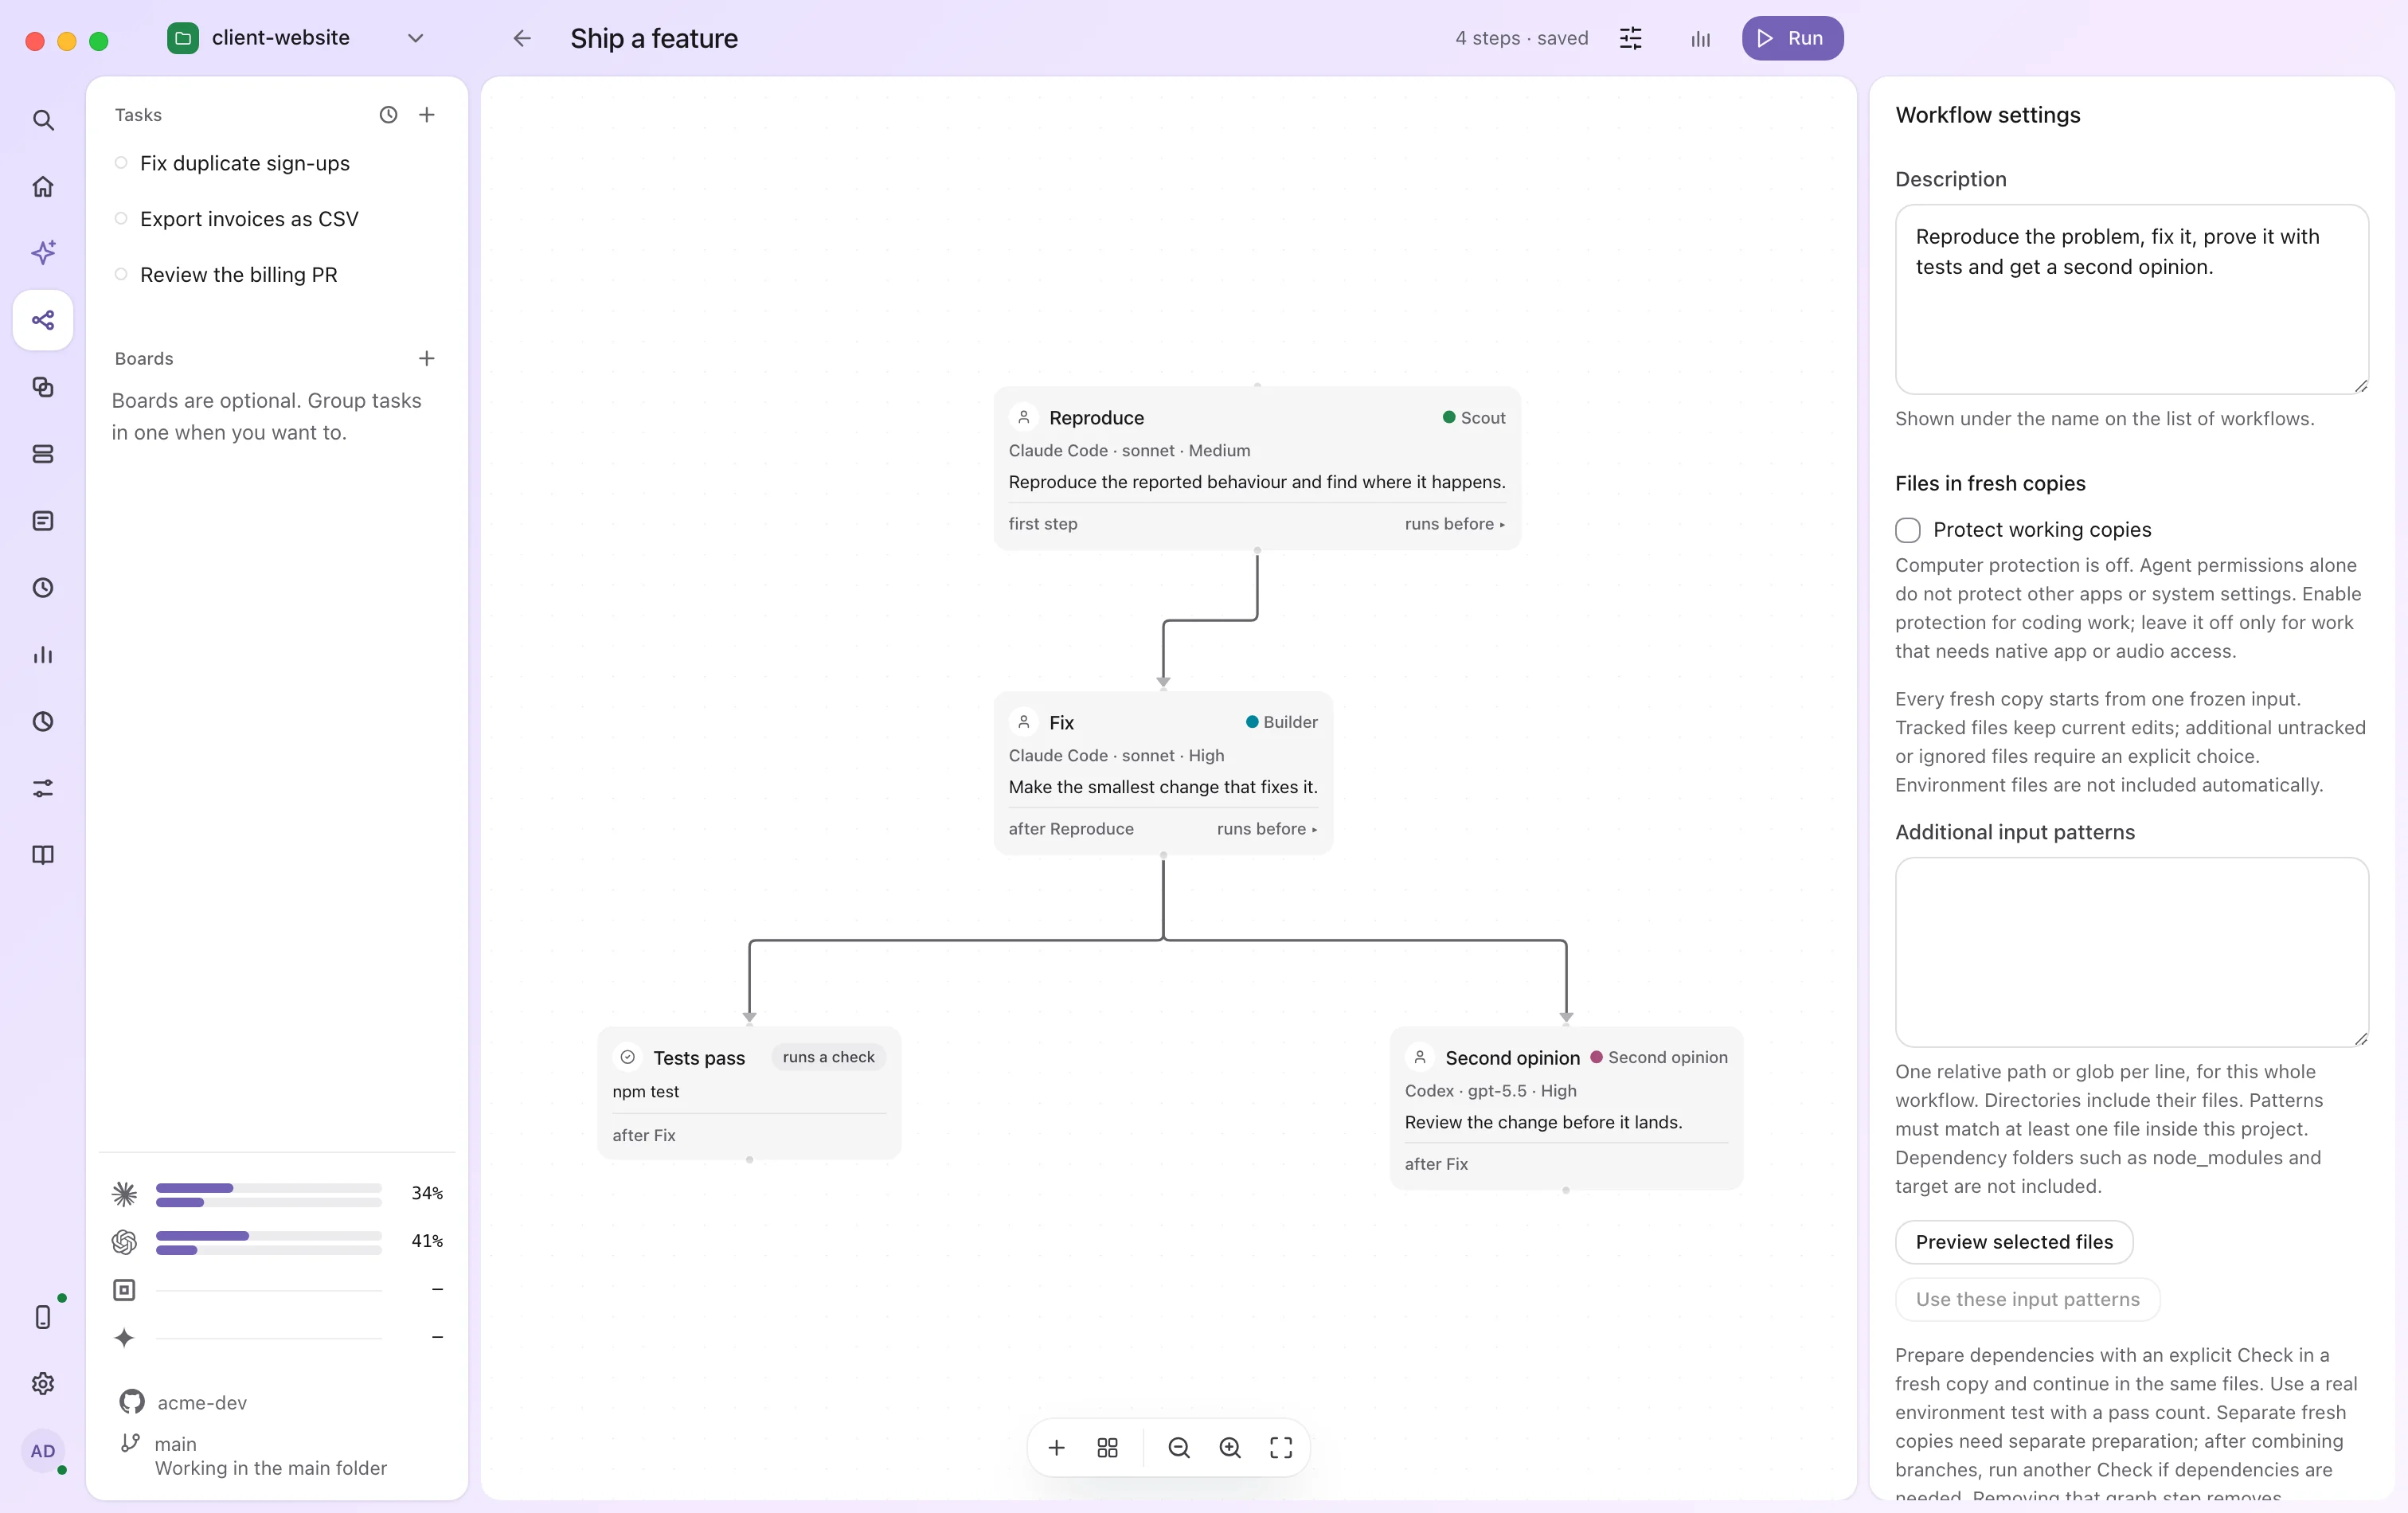 client-website
Ship a feature
4 steps · saved
Run
Tasks
Fix duplicate sign-ups
Export invoices as CSV
Review the billing PR
Boards
Boards are optional. Group tasks
in one when you want to.
34%
41%
–
–
acme-dev
main
Working in the main folder
AD
Reproduce
Scout
Claude Code · sonnet · Medium
Reproduce the reported behaviour and find where it happens.
first step
runs before ▸
Fix
Builder
Claude Code · sonnet · High
Make the smallest change that fixes it.
after Reproduce
runs before ▸
Tests pass
runs a check
npm test
after Fix
Second opinion
Second opinion
Codex · gpt-5.5 · High
Review the change before it lands.
after Fix
Workflow settings
Description
Reproduce the problem, fix it, prove it with
tests and get a second opinion.
Shown under the name on the list of workflows.
Files in fresh copies
Protect working copies
Computer protection is off. Agent permissions alone
do not protect other apps or system settings. Enable
protection for coding work; leave it off only for work
that needs native app or audio access.
Every fresh copy starts from one frozen input.
Tracked files keep current edits; additional untracked
or ignored files require an explicit choice.
Environment files are not included automatically.
Additional input patterns
One relative path or glob per line, for this whole
workflow. Directories include their files. Patterns
must match at least one file inside this project.
Dependency folders such as node_modules and
target are not included.
Preview selected files
Use these input patterns
Prepare dependencies with an explicit Check in a
fresh copy and continue in the same files. Use a real
environment test with a pass count. Separate fresh
copies need separate preparation; after combining
branches, run another Check if dependencies are
needed. Removing that graph step removes